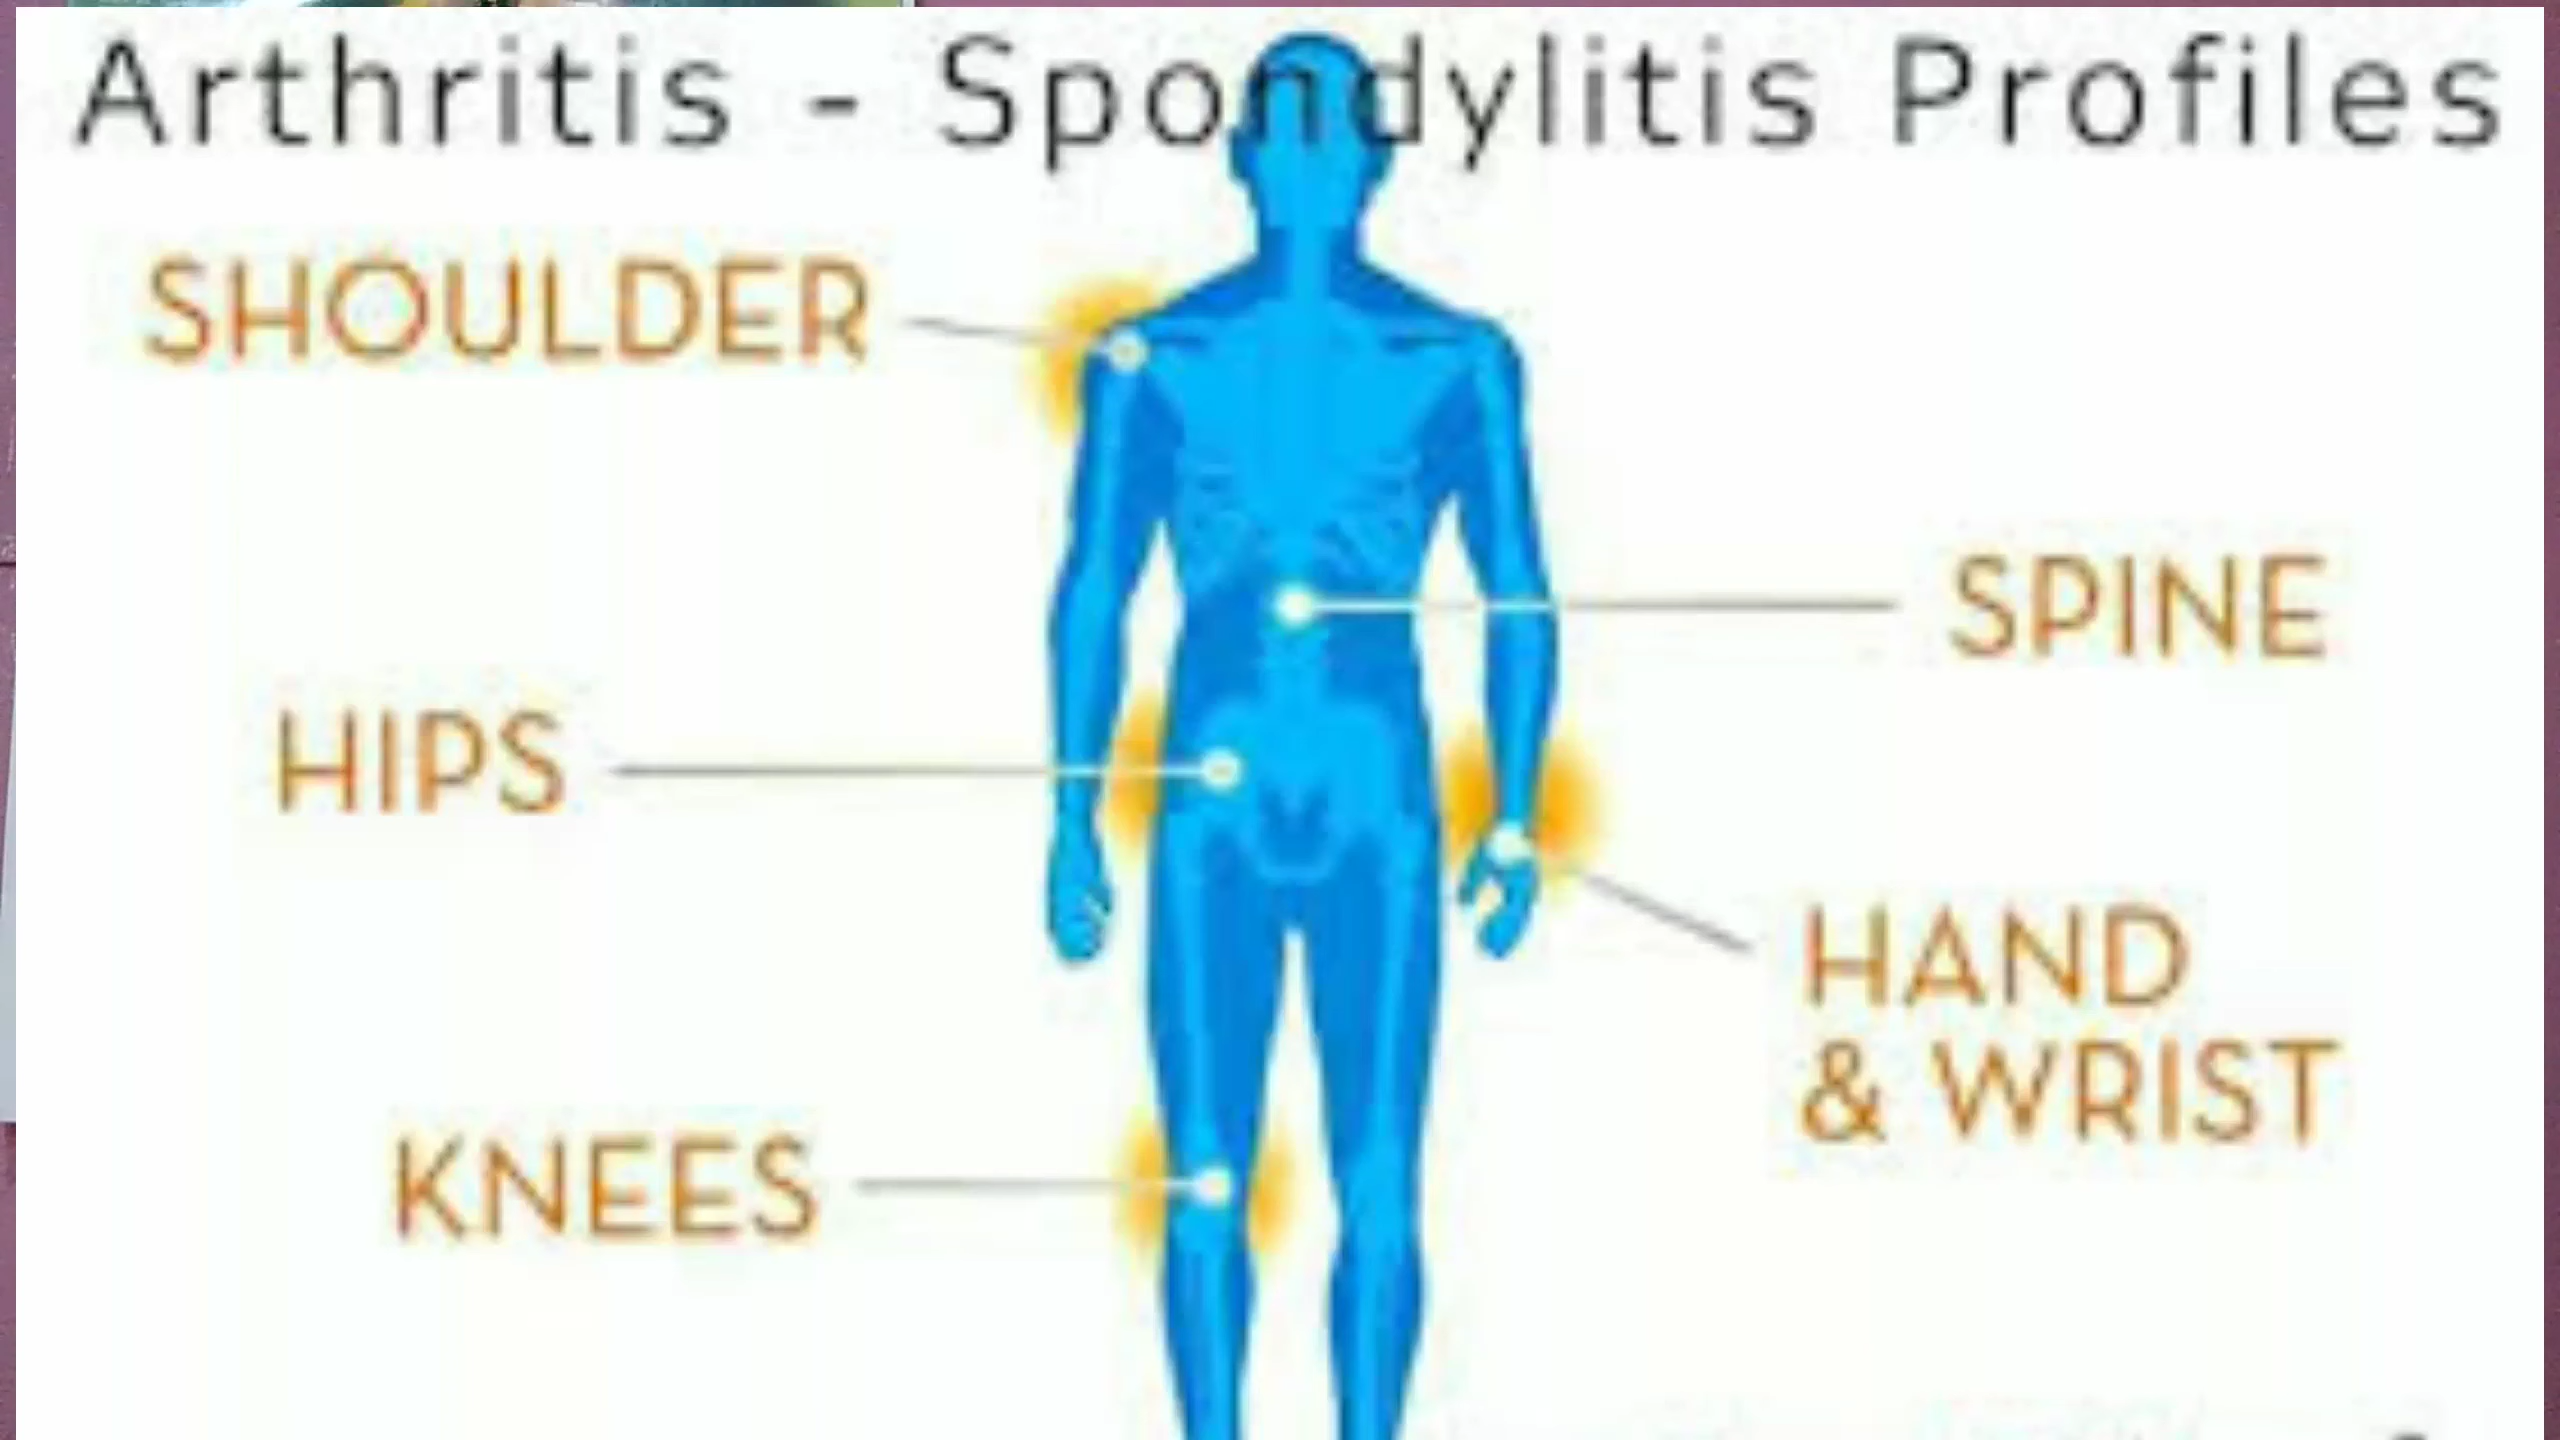 Arthritis - Spondylitis Profiles
SHOULDER
SPINE
HIPS
HAND
& WRIST
KNEES